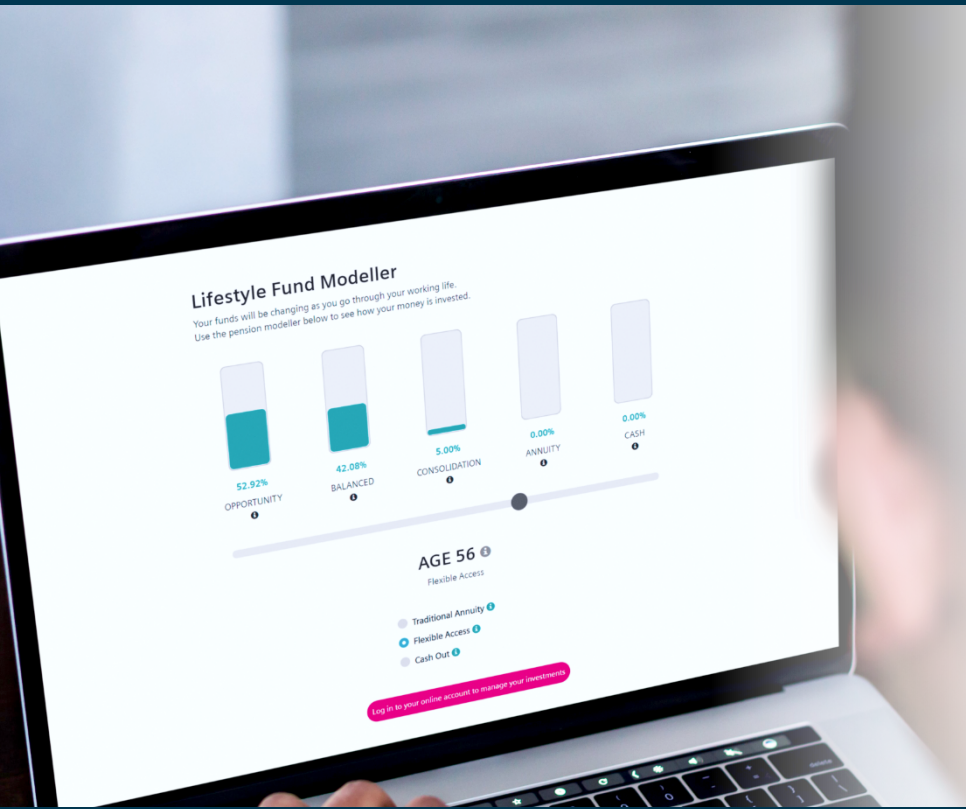 Lifestyle Fund Modeller
Your funds will be changing as you go through your working life.
Use the pension modeller below to see how your money is invested.
52.92%
OPPORTUNITY
42.08%
BALANCED
5.00%
CONSOLIDATION
0.00%
ANNUITY
0.00%
CASH
AGE 56
Flexible Access
Traditional Annuity
Flexible Access
Cash Out
Log in to your online account to manage your investments
delete